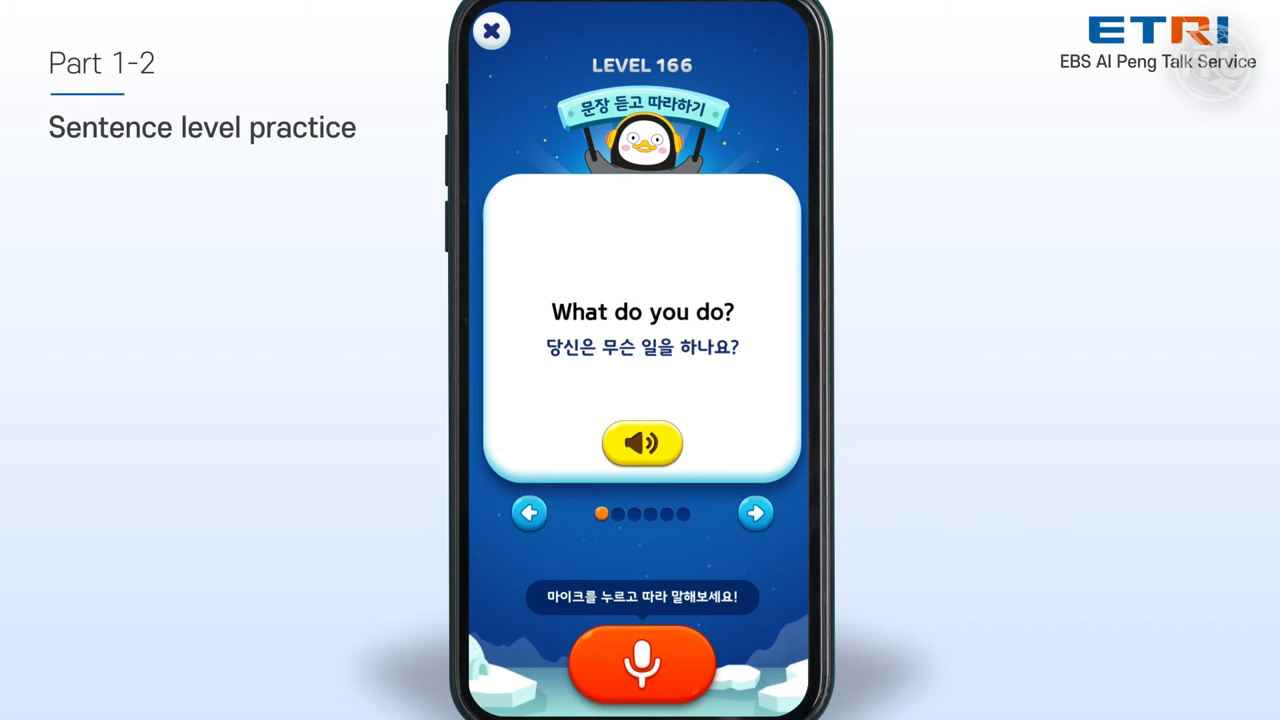 Part 1-2
Sentence level practice
ETRI
EBS AI Peng Talk Service
LEVEL 166
문장 듣고 따라하기
What do you do?
당신은 무슨 일을 하나요?
마이크를 누르고 따라 말해보세요!